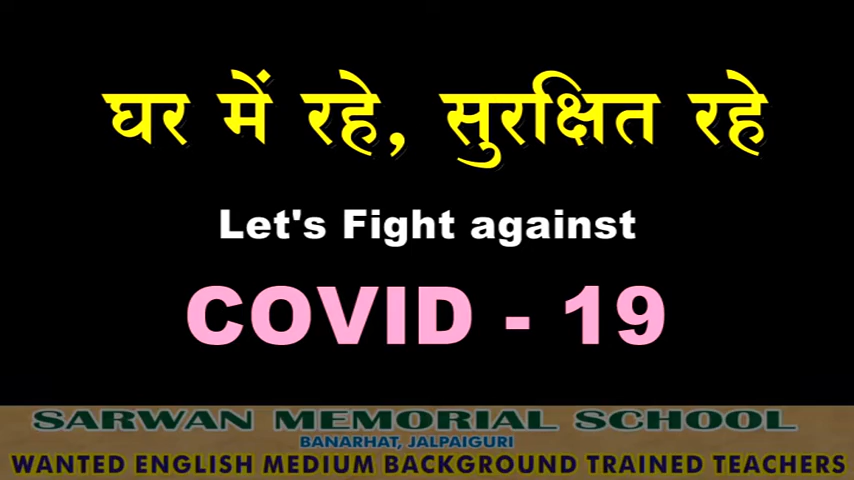 घर में रहे, सुरक्षित रहे
Let's Fight against
COVID - 19
SARWAN MEMORIAL SCHOOL
BANARHAT, JALPAIGURI
WANTED ENGLISH MEDIUM BACKGROUND TRAINED TEACHERS